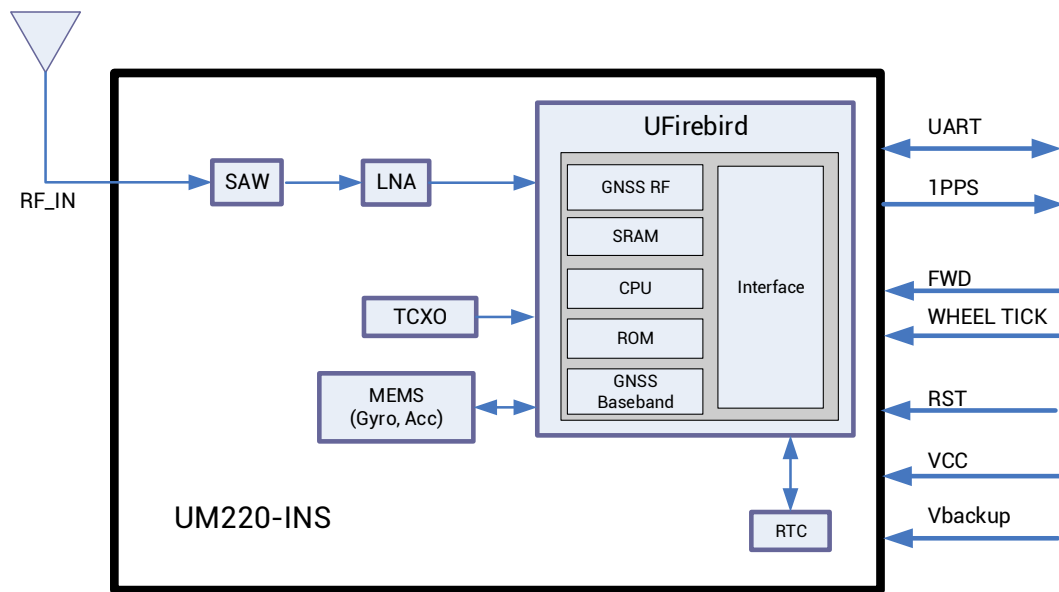 RF_IN
SAW
LNA
TCXO
MEMS
(Gyro, Acc)
UM220-INS
UFirebird
GNSS RF
SRAM
CPU
ROM
GNSS
Baseband
Interface
RTC
UART
1PPS
FWD
WHEEL TICK
RST
VCC
Vbackup